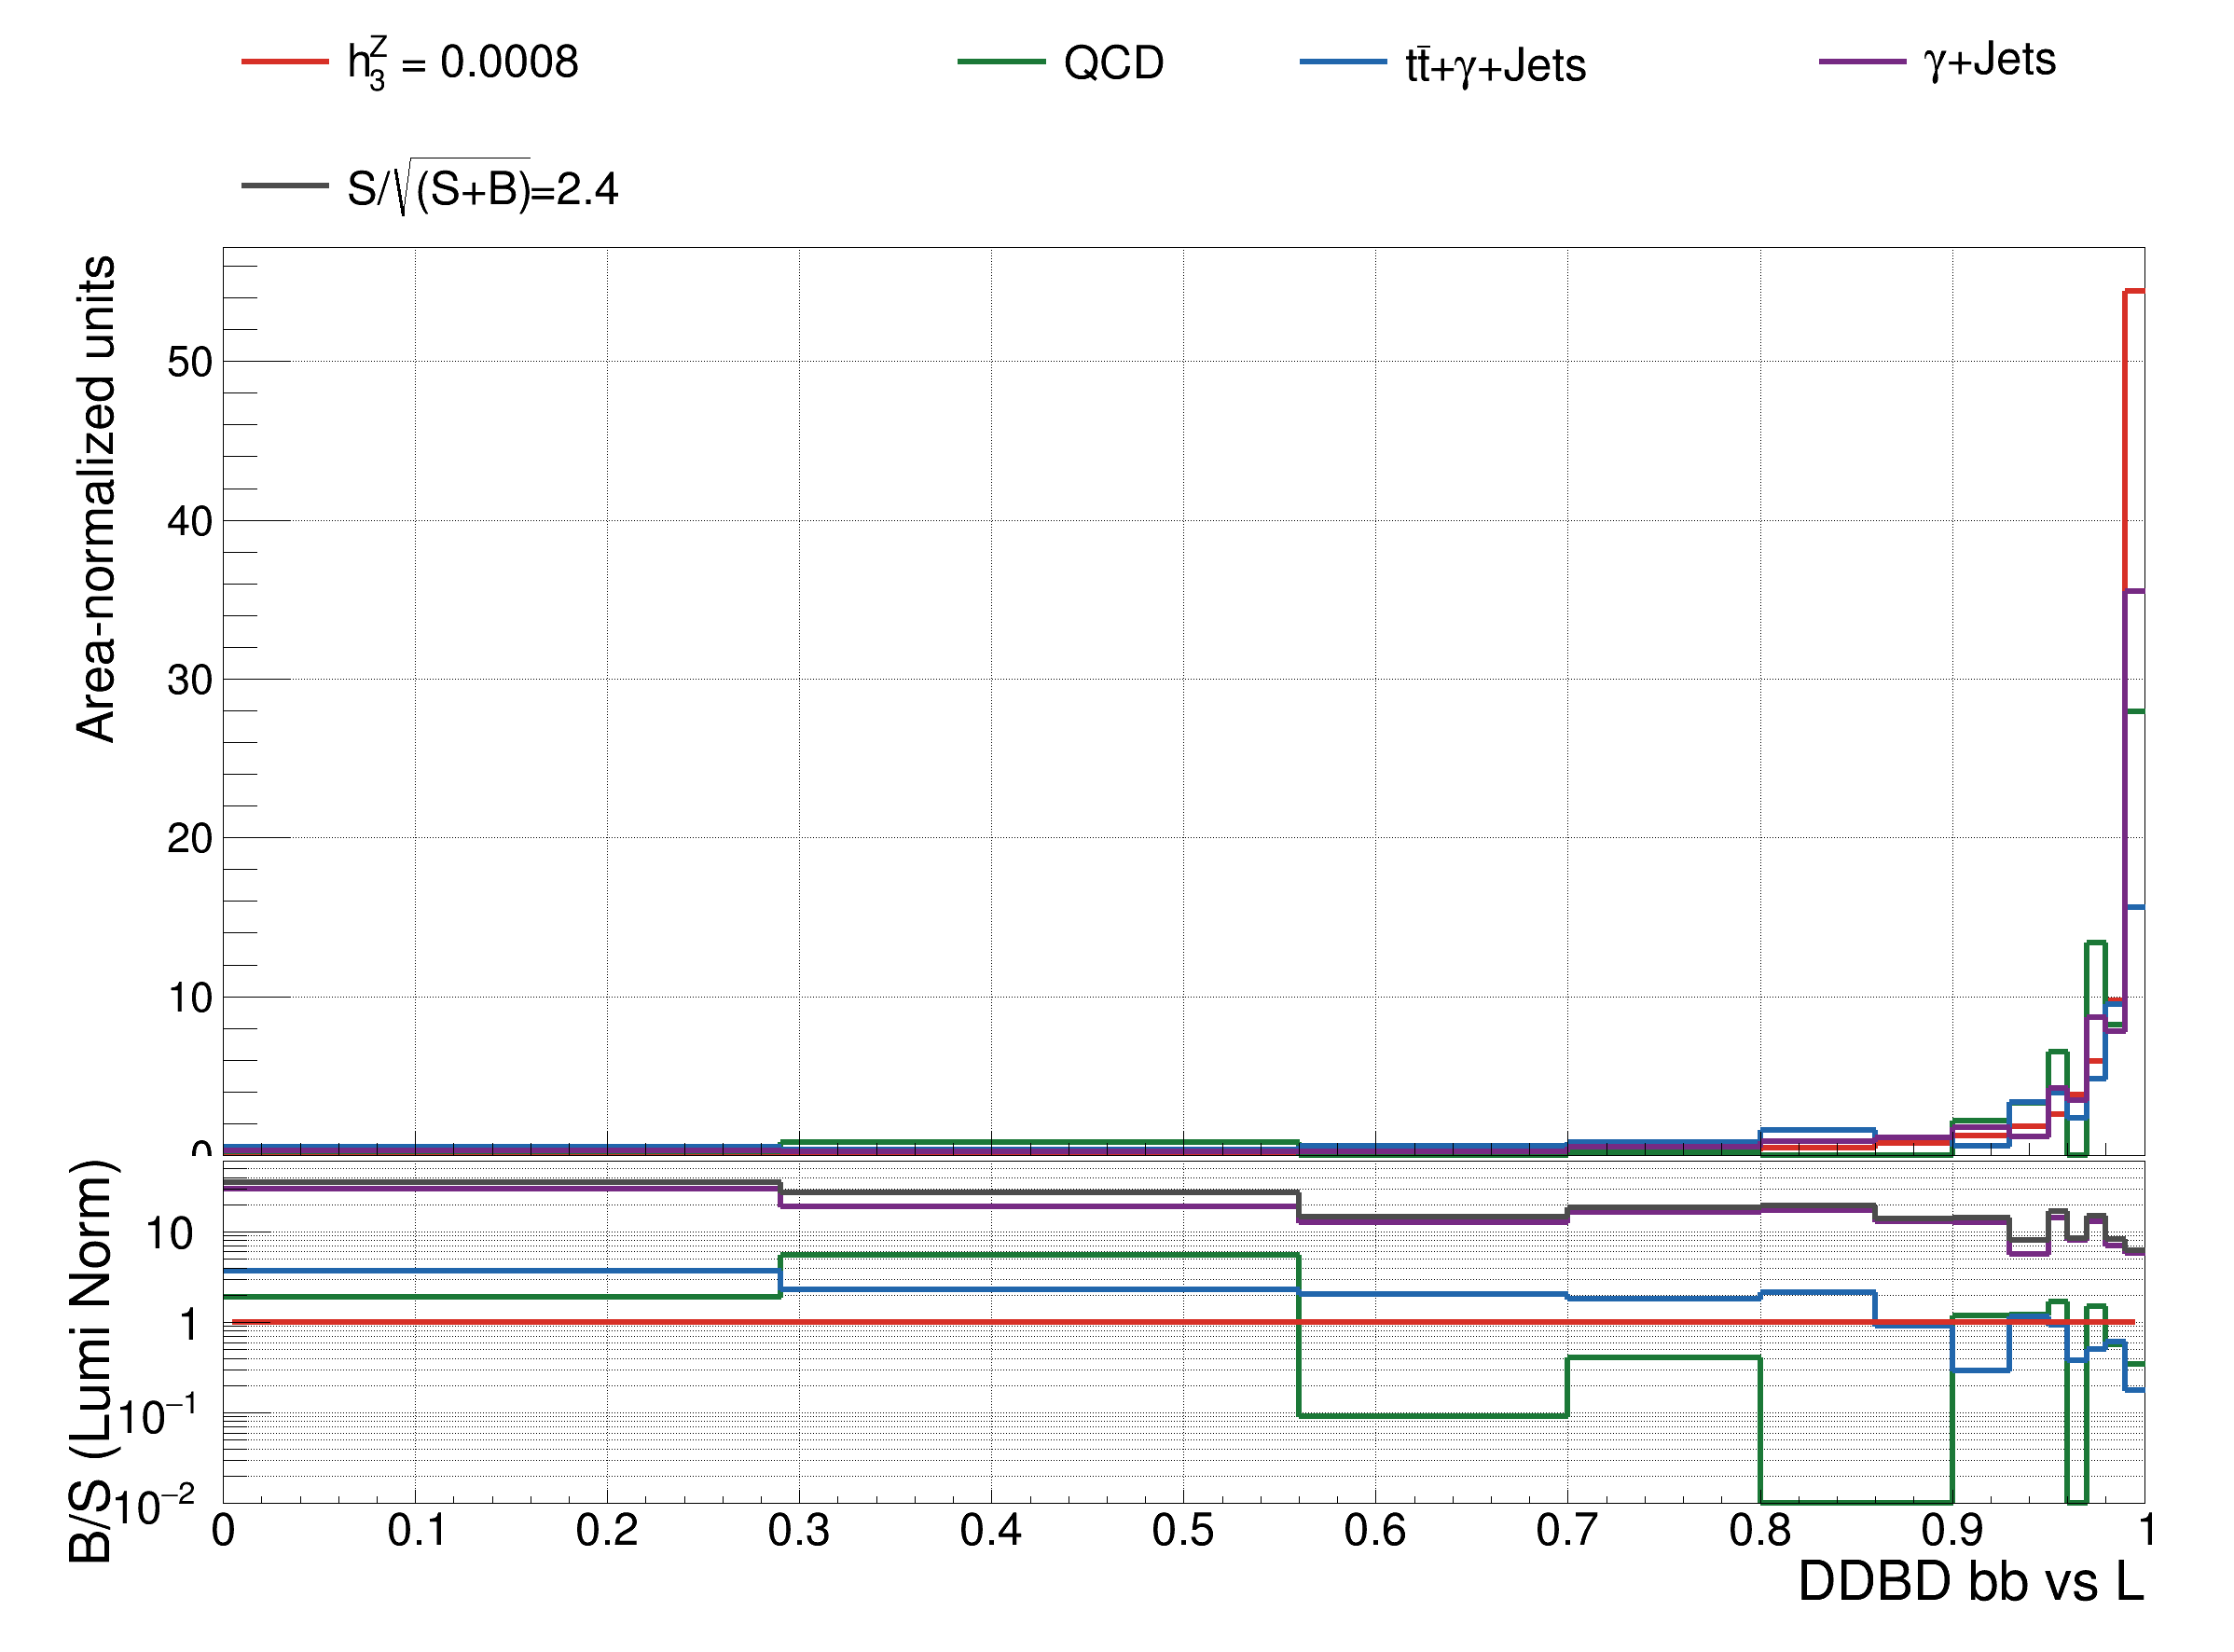 h₃ᶻ = 0.0008 QCD tt̄+γ+Jets γ+Jets
S/√(S+B)=2.4
Area-normalized units
50
40
30
20
10
0
B/S (Lumi Norm)
10
1
10⁻¹
10⁻²
0 0.1 0.2 0.3 0.4 0.5 0.6 0.7 0.8 0.9 1
DDBD bb vs L